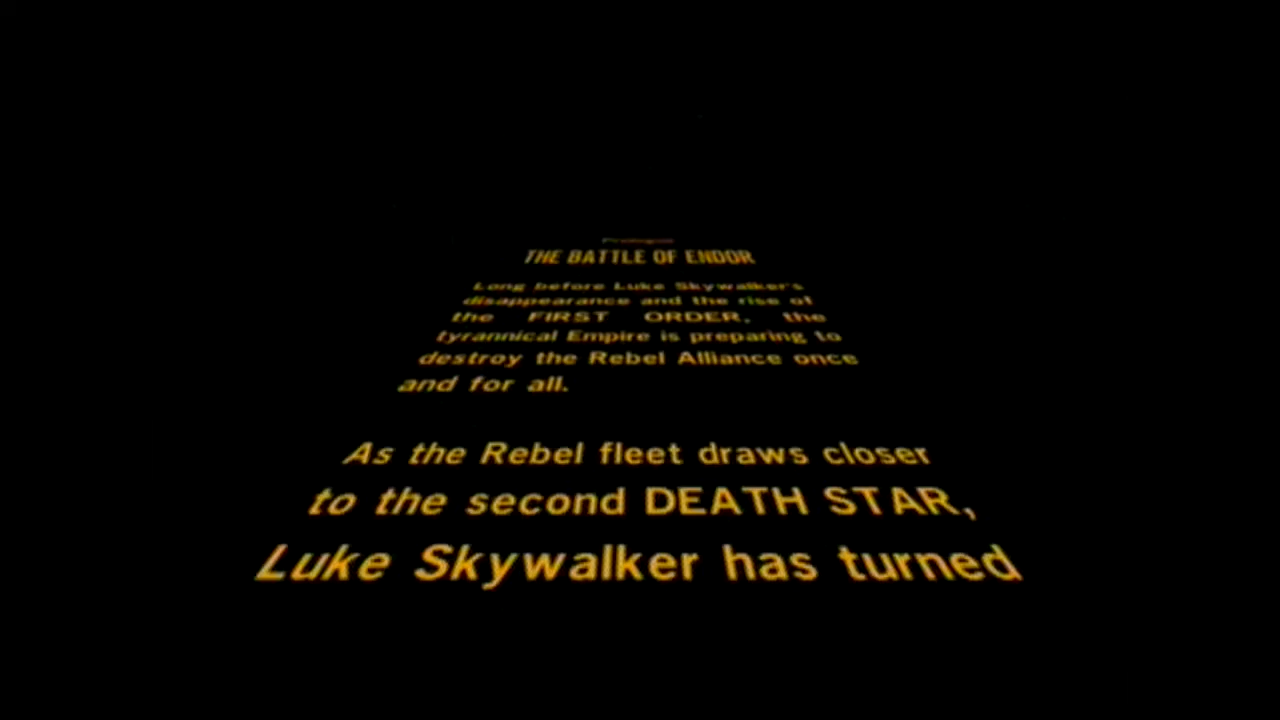 Prologue
THE BATTLE OF ENDOR
Long before Luke Skywalker's
disappearance and the rise of
the FIRST ORDER, the
tyrannical Empire is preparing to
destroy the Rebel Alliance once
and for all.
As the Rebel fleet draws closer
to the second DEATH STAR,
Luke Skywalker has turned